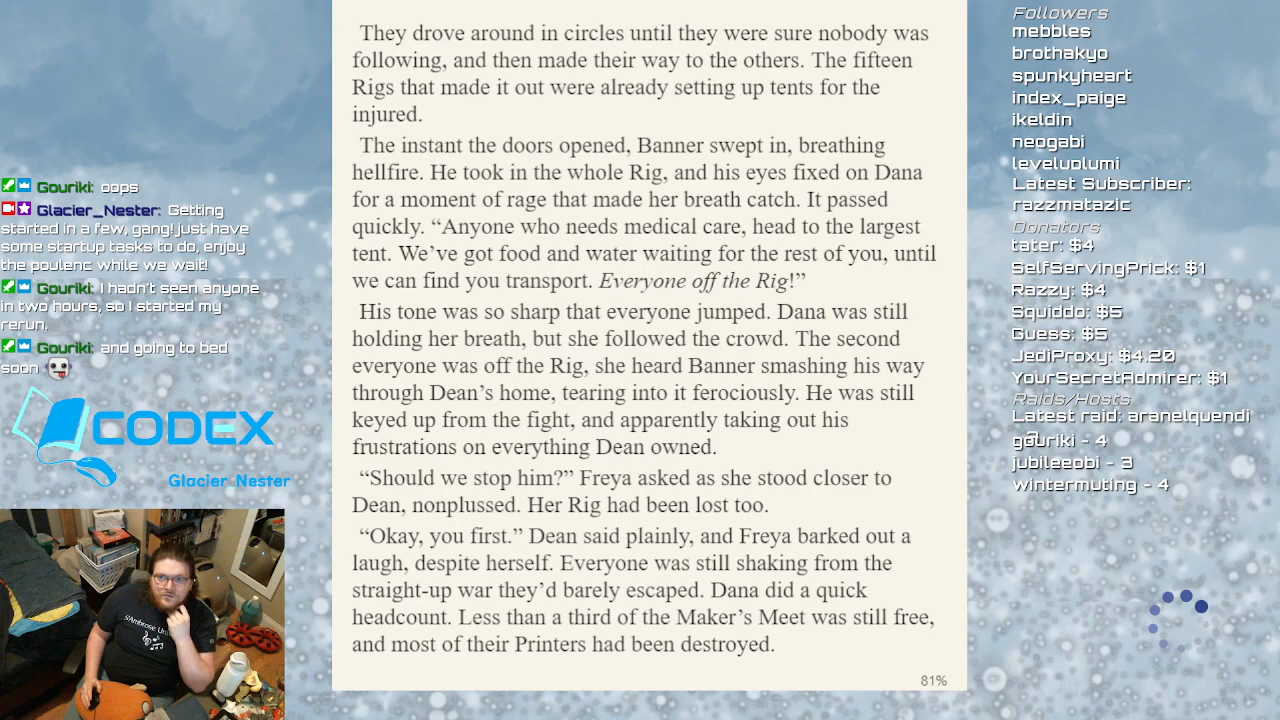 They drove around in circles until they were sure nobody was
following, and then made their way to the others. The fifteen
Rigs that made it out were already setting up tents for the
injured.
The instant the doors opened, Banner swept in, breathing
hellfire. He took in the whole Rig, and his eyes fixed on Dana
for a moment of rage that made her breath catch. It passed
quickly. “Anyone who needs medical care, head to the largest
tent. We’ve got food and water waiting for the rest of you, until
we can find you transport. Everyone off the Rig!”
His tone was so sharp that everyone jumped. Dana was still
holding her breath, but she followed the crowd. The second
everyone was off the Rig, she heard Banner smashing his way
through Dean’s home, tearing into it ferociously. He was still
keyed up from the fight, and apparently taking out his
frustrations on everything Dean owned.
“Should we stop him?” Freya asked as she stood closer to
Dean, nonplussed. Her Rig had been lost too.
“Okay, you first.” Dean said plainly, and Freya barked out a
laugh, despite herself. Everyone was still shaking from the
straight-up war they’d barely escaped. Dana did a quick
headcount. Less than a third of the Maker’s Meet was still free,
and most of their Printers had been destroyed.
81%
Gouriki: oops
Glacier_Nester: Getting
started in a few, gang! just have
some startup tasks to do, enjoy
the poulenc while we wait!
Gouriki: I hadn't seen anyone
in two hours, so I started my
rerun.
Gouriki: and going to bed
soon
CODEX
Glacier Nester
Followers
mebbles
brothakyo
spunkyheart
index_paige
ikeldin
neogabi
leveluplumi
Latest Subscriber:
razzmatazic
Donators
tater: $4
SelfServingPrick: $1
Razzy: $4
Squiddo: $5
Guess: $5
JediProxy: $4.20
YourSecretAdmirer: $1
Raids/Hosts
Latest raid: aranelquendi
gouriki - 4
jubileepbi - 3
wintermuting - 4